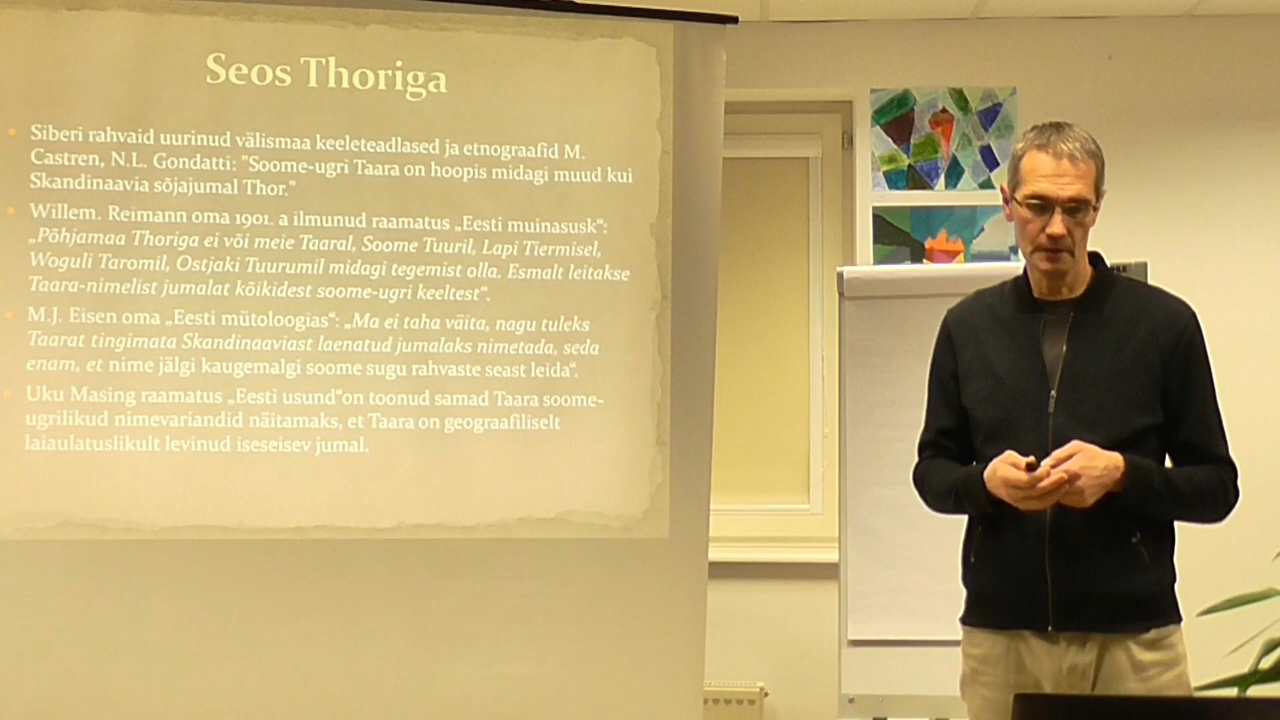 Seos Thoriga
Siberi rahvaid uurinud välismaa keeleteadlased ja etnograafid M.
Castren, N.L. Gondatti: "Soome-ugri Taara on hoopis midagi muud kui
Skandinaavia sõjajumal Thor."
Willem. Reimann oma 1901. a ilmunud raamatus „Eesti muinasusk“:
„Põhjamaa Thoriga ei või meie Taaral, Soome Tuuril, Lapi Tiermisel,
Woguli Taromil, Ostjaki Tuurumil midagi tegemist olla. Esmalt leitakse
Taara-nimelist jumalat kõikidest soome-ugri keeltest“.
M.J. Eisen oma „Eesti mütoloogias“: „Ma ei taha väita, nagu tuleks
Taarat tingimata Skandinaaviast laenatud jumalaks nimetada, seda
enam, et nime jälgi kaugemalgi soome sugu rahvaste seast leida“.
Uku Masing raamatus „Eesti usund“on toonud samad Taara soome-
ugrilikud nimevariandid näitamaks, et Taara on geograafiliselt
laiaulatuslikult levinud iseseisev jumal.